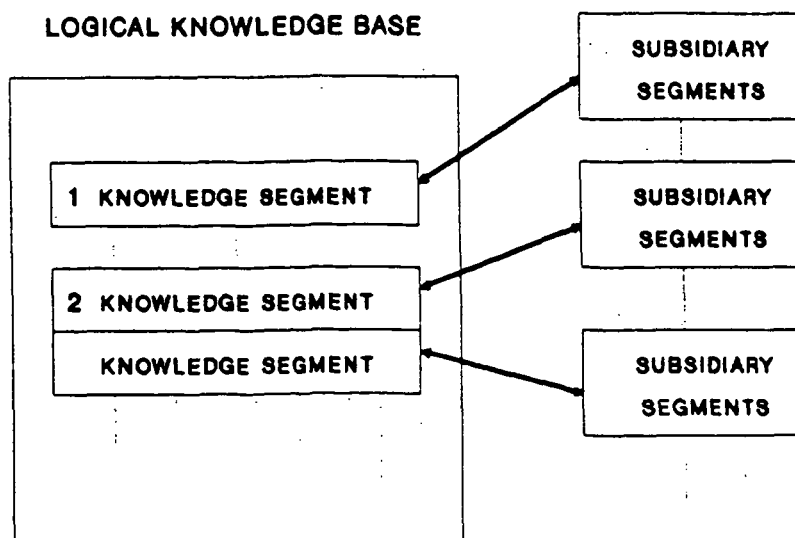 LOGICAL KNOWLEDGE BASE
SUBSIDIARY
SEGMENTS
1 KNOWLEDGE SEGMENT
SUBSIDIARY
SEGMENTS
2 KNOWLEDGE SEGMENT
KNOWLEDGE SEGMENT
SUBSIDIARY
SEGMENTS